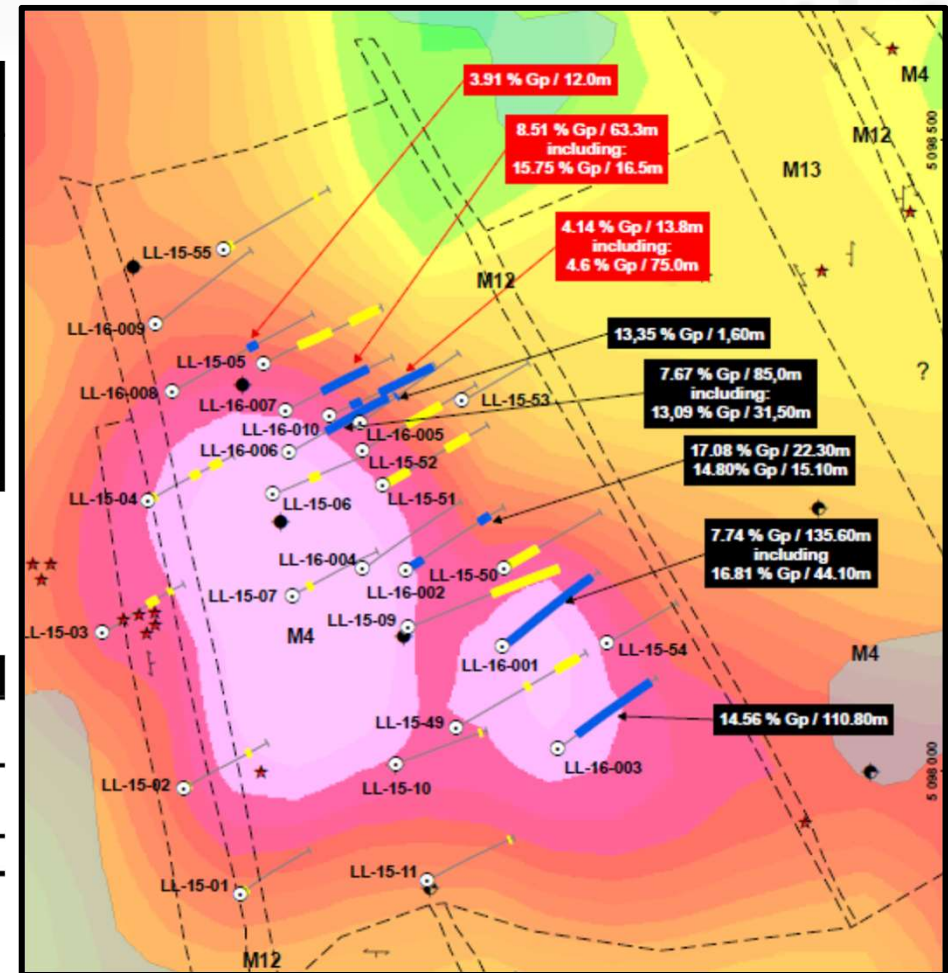 3.91 % Gp / 12.0m
8.51 % Gp / 63.3m
including:
15.75 % Gp / 16.5m
4.14 % Gp / 13.8m
including:
4.6 % Gp / 75.0m
13,35 % Gp / 1,60m
7.67 % Gp / 85,0m
including:
13,09 % Gp / 31,50m
17.08 % Gp / 22.30m
14.80% Gp / 15.10m
7.74 % Gp / 135.60m
including
16.81 % Gp / 44.10m
14.56 % Gp / 110.80m
M4
M12
M13
5 098 500
M12
?
LL-15-55
LL-16-009
LL-15-05
LL-16-008
LL-16-007
LL-15-53
LL-16-010
LL-16-005
LL-16-006
LL-15-52
LL-15-04
LL-15-06
LL-15-51
LL-16-004
LL-15-50
LL-16-002
LL-15-07
LL-15-09
LL-15-03
M4
LL-16-001
LL-15-54
M4
LL-15-49
LL-16-003
5 098 000
LL-15-02
LL-15-10
LL-15-01
LL-15-11
M12